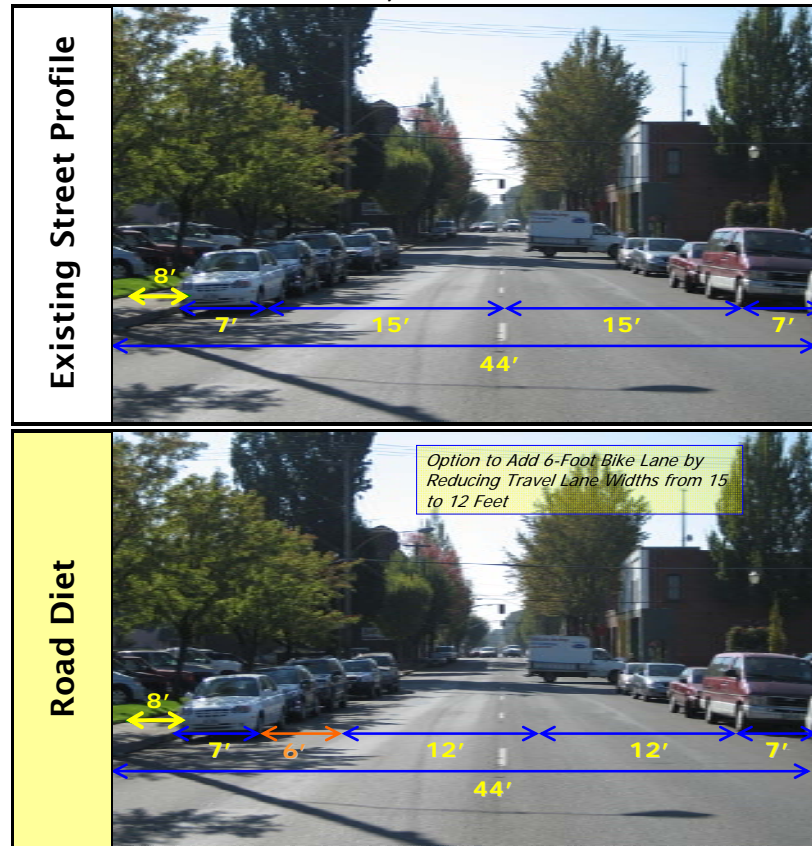 Existing Street Profile
8'
7'
15'
15'
7'
44'
Road Diet
Option to Add 6-Foot Bike Lane by
Reducing Travel Lane Widths from 15
to 12 Feet
8'
7'
6'
12'
12'
7'
44'